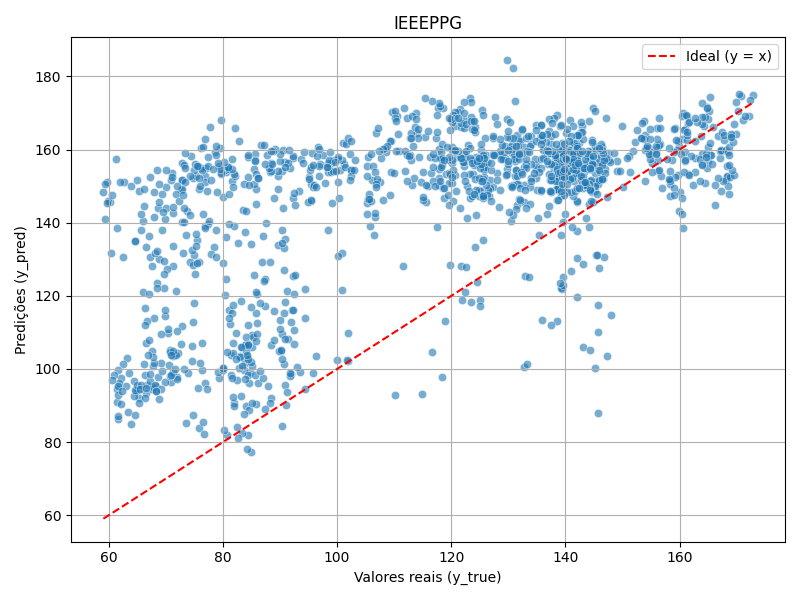 IEEEPPG
Ideal (y = x)
Predições (y_pred)
180
160
140
120
100
80
60
60 80 100 120 140 160
Valores reais (y_true)